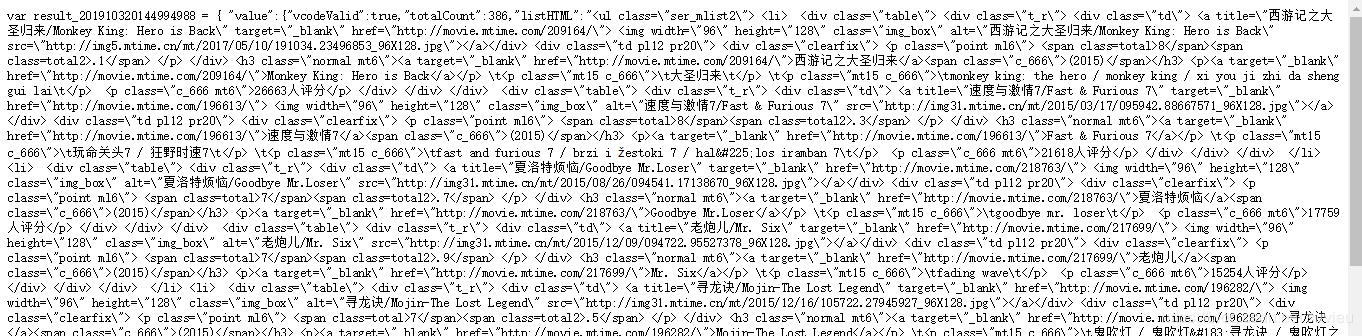 var result_201910320144994988 = { "value":{"vcodeValid":true,"totalCount":386,"listHTML":"<ul class=\"ser_mlist2\"> <li>  <div class=\"table\"> <div class=\"t_r\"> <div class=\"td\"> <a title=\"西游记之大
圣归来/Monkey King: Hero is Back\" target=\"_blank\" href=\"http://movie.mtime.com/209164/\"> <img width=\"96\" height=\"128\" class=\"img_box\" alt=\"西游记之大圣归来/Monkey King: Hero is Back\"
src=\"http://img5.mtime.cn/mt/2017/05/10/191034.23496853_96X128.jpg\"></a></div> <div class=\"td pl12 pr20\"> <div class=\"clearfix\"> <p class=\"point ml6\"> <span class=total>8</span><span
class=total2>.1</span> </p> </div> <h3 class=\"normal mt6\"><a target=\"_blank\" href=\"http://movie.mtime.com/209164/\">西游记之大圣归来</a><span class=\"c_666\">(2015)</span></h3> <p><a target=\"_blank\"
href=\"http://movie.mtime.com/209164/\">Monkey King: Hero is Back</a></p> \t<p class=\"mt15 c_666\">\t大圣归来\t</p> \t<p class=\"mt15 c_666\">\tmonkey king: the hero / monkey king / xi you ji zhi da sheng
gui lai\t</p>  <p class=\"c_666 mt6\">26663人评分</p> </div> </div> </div>  <div class=\"table\"> <div class=\"t_r\"> <div class=\"td\"> <a title=\"速度与激情7/Fast & Furious 7\" target=\"_blank\"
href=\"http://movie.mtime.com/196613/\"> <img width=\"96\" height=\"128\" class=\"img_box\" alt=\"速度与激情7/Fast & Furious 7\" src=\"http://img31.mtime.cn/mt/2015/03/17/095942.88667571_96X128.jpg\"></a>
</div> <div class=\"td pl12 pr20\"> <div class=\"clearfix\"> <p class=\"point ml6\"> <span class=total>8</span><span class=total2>.3</span> </p> </div> <h3 class=\"normal mt6\"><a target=\"_blank\"
href=\"http://movie.mtime.com/196613/\">速度与激情7</a><span class=\"c_666\">(2015)</span></h3> <p><a target=\"_blank\" href=\"http://movie.mtime.com/196613/\">Fast & Furious 7</a></p> \t<p class=\"mt15
c_666\">\t玩命关头7 / 狂野时速7\t</p> \t<p class=\"mt15 c_666\">\tfast and furious 7 / brzi i žestoki 7 / hal&#225;los iramban 7\t</p>  <p class=\"c_666 mt6\">21618人评分</p> </div> </div> </div>  </li>
<li>  <div class=\"table\"> <div class=\"t_r\"> <div class=\"td\"> <a title=\"夏洛特烦恼/Goodbye Mr.Loser\" target=\"_blank\" href=\"http://movie.mtime.com/218763/\"> <img width=\"96\" height=\"128\"
class=\"img_box\" alt=\"夏洛特烦恼/Goodbye Mr.Loser\" src=\"http://img31.mtime.cn/mt/2015/08/26/094541.17138670_96X128.jpg\"></a></div> <div class=\"td pl12 pr20\"> <div class=\"clearfix\"> <p
class=\"point ml6\"> <span class=total>7</span><span class=total2>.7</span> </p> </div> <h3 class=\"normal mt6\"><a target=\"_blank\" href=\"http://movie.mtime.com/218763/\">夏洛特烦恼</a><span
class=\"c_666\">(2015)</span></h3> <p><a target=\"_blank\" href=\"http://movie.mtime.com/218763/\">Goodbye Mr.Loser</a></p> \t<p class=\"mt15 c_666\">\tgoodbye mr. loser\t</p>  <p class=\"c_666 mt6\">17759
人评分</p> </div> </div> </div>  <div class=\"table\"> <div class=\"t_r\"> <div class=\"td\"> <a title=\"老炮儿/Mr. Six\" target=\"_blank\" href=\"http://movie.mtime.com/217699/\"> <img width=\"96\"
height=\"128\" class=\"img_box\" alt=\"老炮儿/Mr. Six\" src=\"http://img31.mtime.cn/mt/2015/12/09/094722.95527378_96X128.jpg\"></a></div> <div class=\"td pl12 pr20\"> <div class=\"clearfix\"> <p
class=\"point ml6\"> <span class=total>7</span><span class=total2>.9</span> </p> </div> <h3 class=\"normal mt6\"><a target=\"_blank\" href=\"http://movie.mtime.com/217699/\">老炮儿</a><span
class=\"c_666\">(2015)</span></h3> <p><a target=\"_blank\" href=\"http://movie.mtime.com/217699/\">Mr. Six</a></p> \t<p class=\"mt15 c_666\">\tfading wave\t</p>  <p class=\"c_666 mt6\">15254人评分</p>
</div> </div> </div>  </li> <li>  <div class=\"table\"> <div class=\"t_r\"> <div class=\"td\"> <a title=\"寻龙诀/Mojin-The Lost Legend\" target=\"_blank\" href=\"http://movie.mtime.com/196282/\"> <img
width=\"96\" height=\"128\" class=\"img_box\" alt=\"寻龙诀/Mojin-The Lost Legend\" src=\"http://img31.mtime.cn/mt/2015/12/16/105722.27945927_96X128.jpg\"></a></div> <div class=\"td pl12 pr20\"> <div
class=\"clearfix\"> <p class=\"point ml6\"> <span class=total>7</span><span class=total2>.5</span> </p> </div> <h3 class=\"normal mt6\"><a target=\"_blank\" href=\"http://movie.mtime.com/196282/\">寻龙诀
</a><span class=\"c_666\">(2015)</span></h3> <p><a target=\"_blank\" href=\"http://movie.mtime.com/196282/\">Mojin-The Lost Legend</a></p> \t<p class=\"mt15 c_666\">\t鬼吹灯 / 鬼吹灯&#183;寻龙诀 / 鬼吹灯之